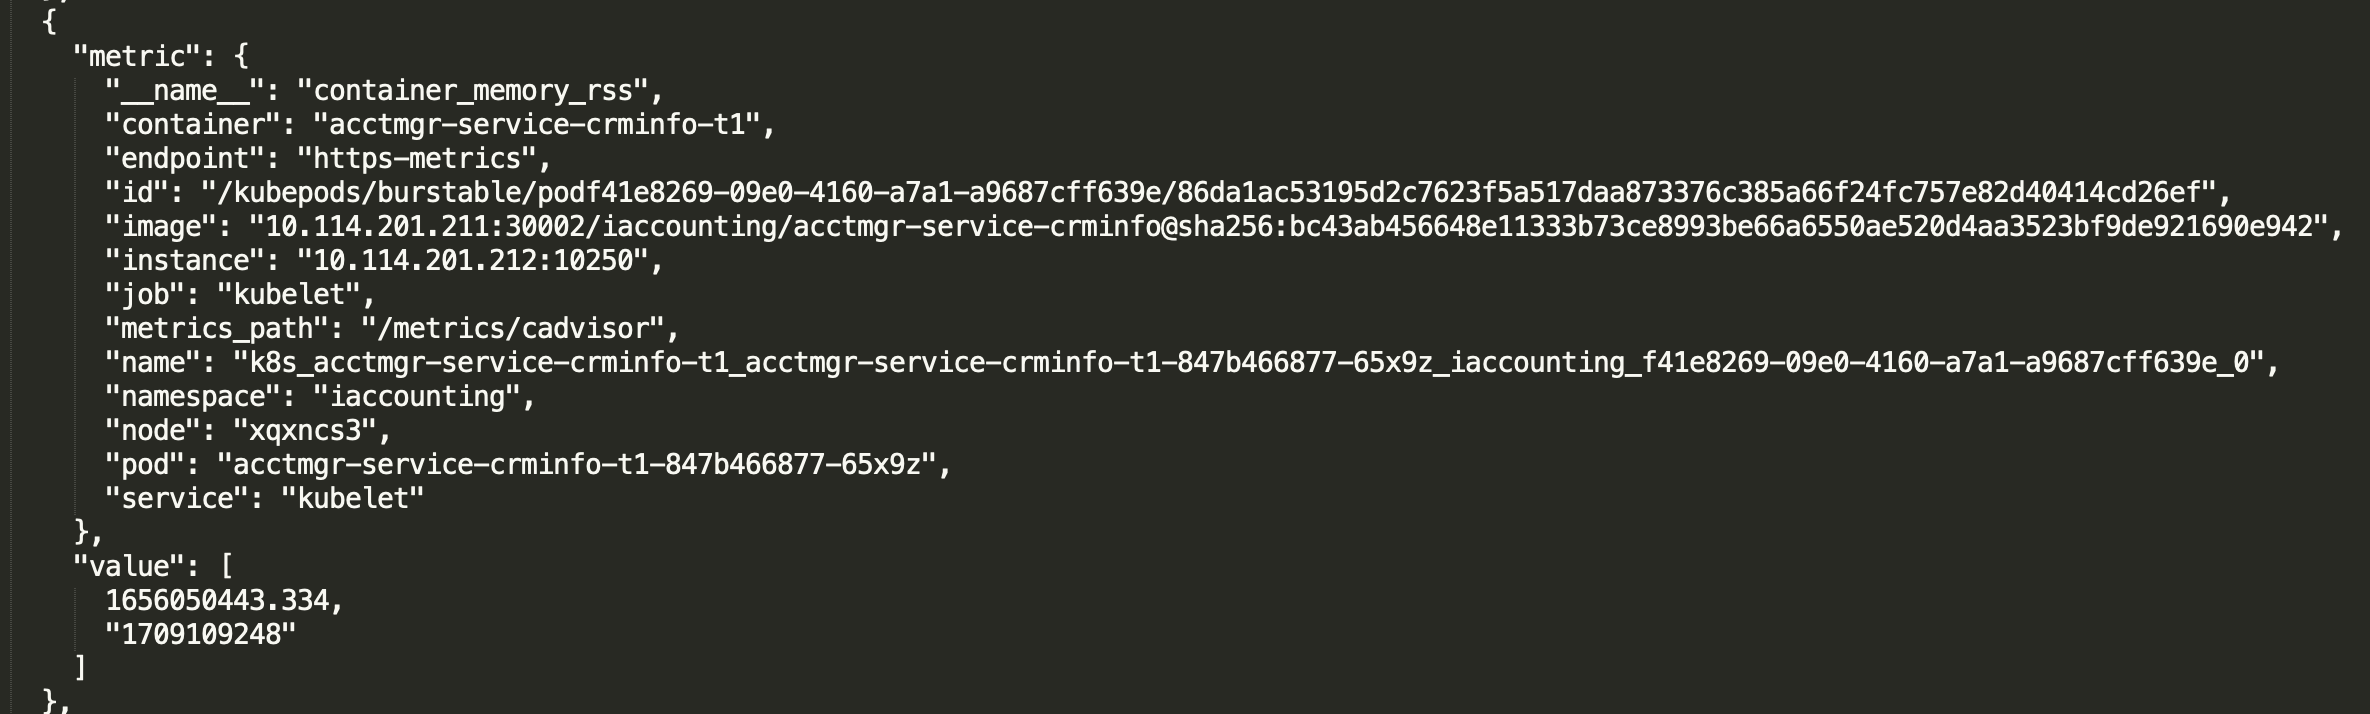 {
"metric": {
"__name__": "container_memory_rss",
"container": "acctmgr-service-crminfo-t1",
"endpoint": "https-metrics",
"id": "/kubepods/burstable/podf41e8269-09e0-4160-a7a1-a9687cff639e/86da1ac53195d2c7623f5a517daa873376c385a66f24fc757e82d40414cd26ef",
"image": "10.114.201.211:30002/iaccounting/acctmgr-service-crminfo@sha256:bc43ab456648e11333b73ce8993be66a6550ae520d4aa3523bf9de921690e942",
"instance": "10.114.201.212:10250",
"job": "kubelet",
"metrics_path": "/metrics/cadvisor",
"name": "k8s_acctmgr-service-crminfo-t1_acctmgr-service-crminfo-t1-847b466877-65x9z_iaccounting_f41e8269-09e0-4160-a7a1-a9687cff639e_0",
"namespace": "iaccounting",
"node": "xqxncs3",
"pod": "acctmgr-service-crminfo-t1-847b466877-65x9z",
"service": "kubelet"
},
"value": [
1656050443.334,
"1709109248"
]
},